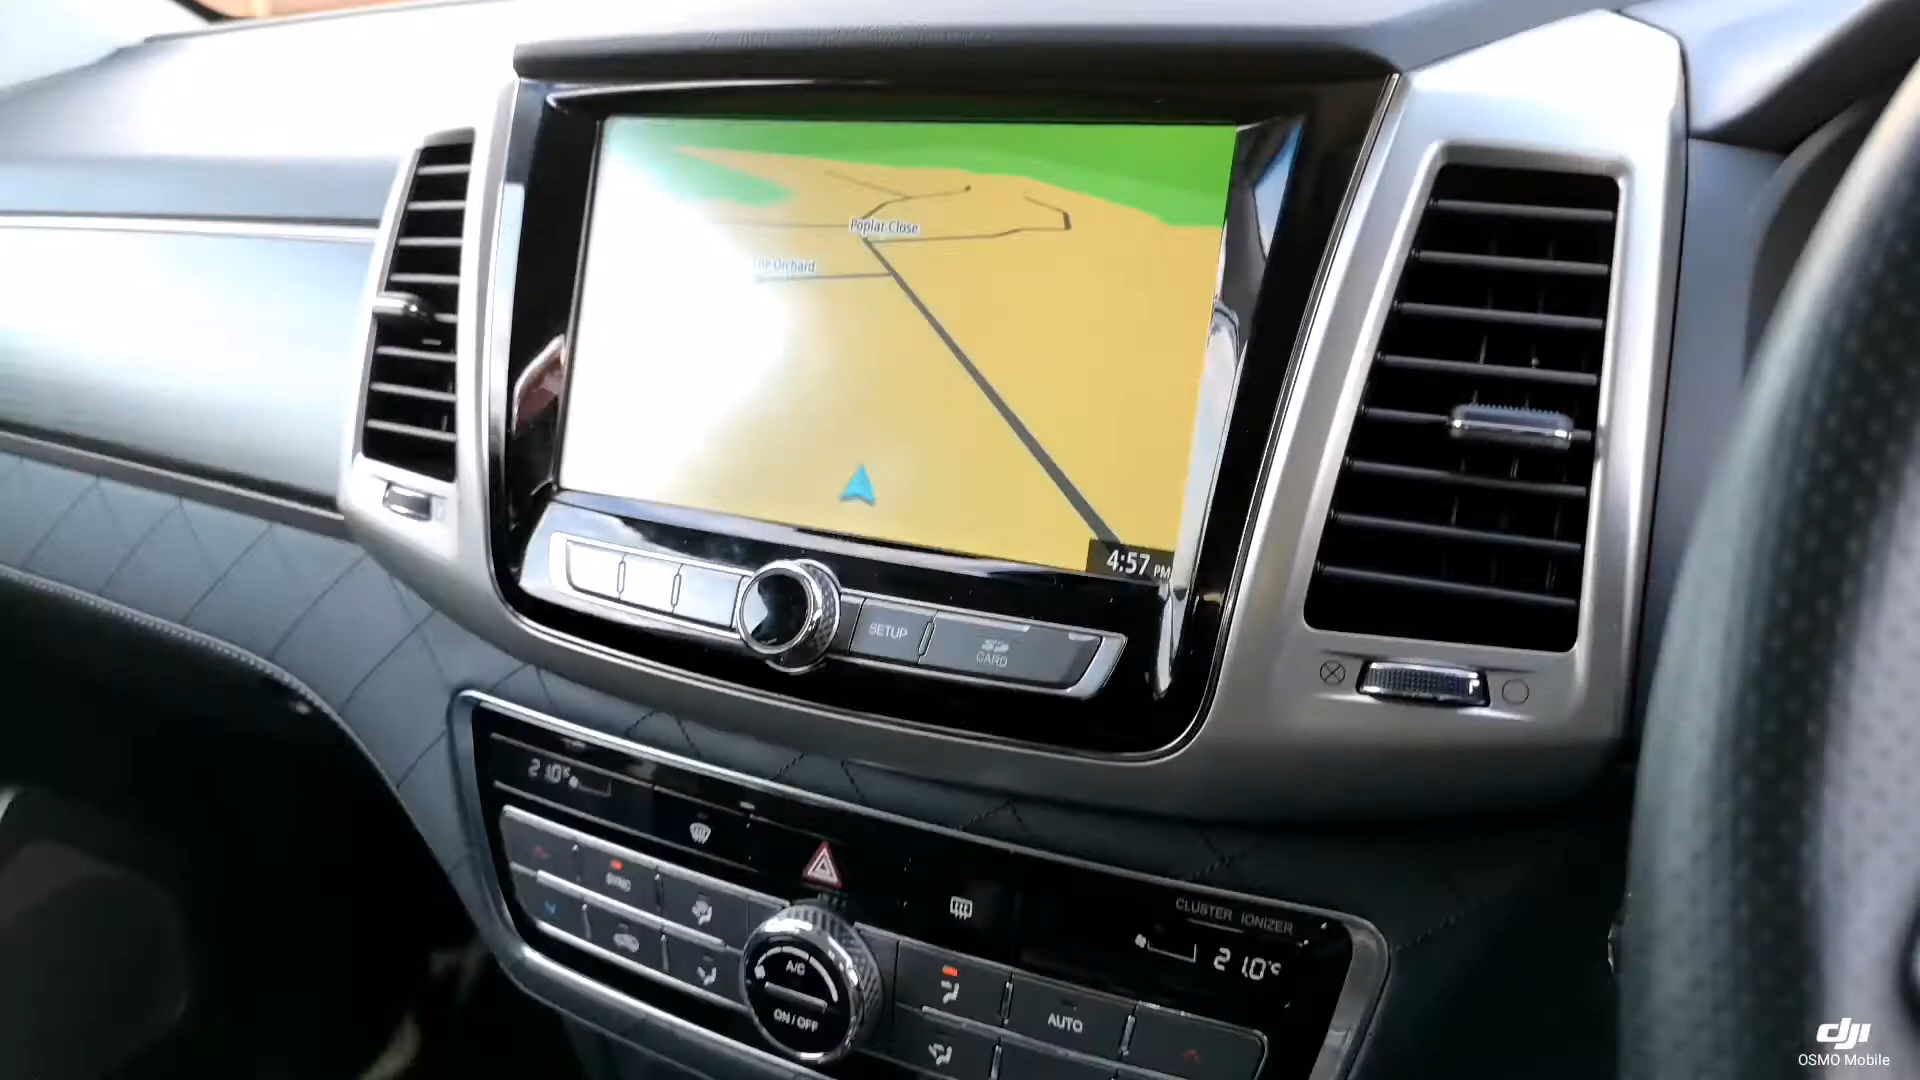 Poplar Close
The Orchard
4:57 PM
SETUP
CARD
21.0°c
SYNC
CLUSTER IONIZER
21.0°c
A/C
ON/OFF
AUTO
dji
OSMO Mobile